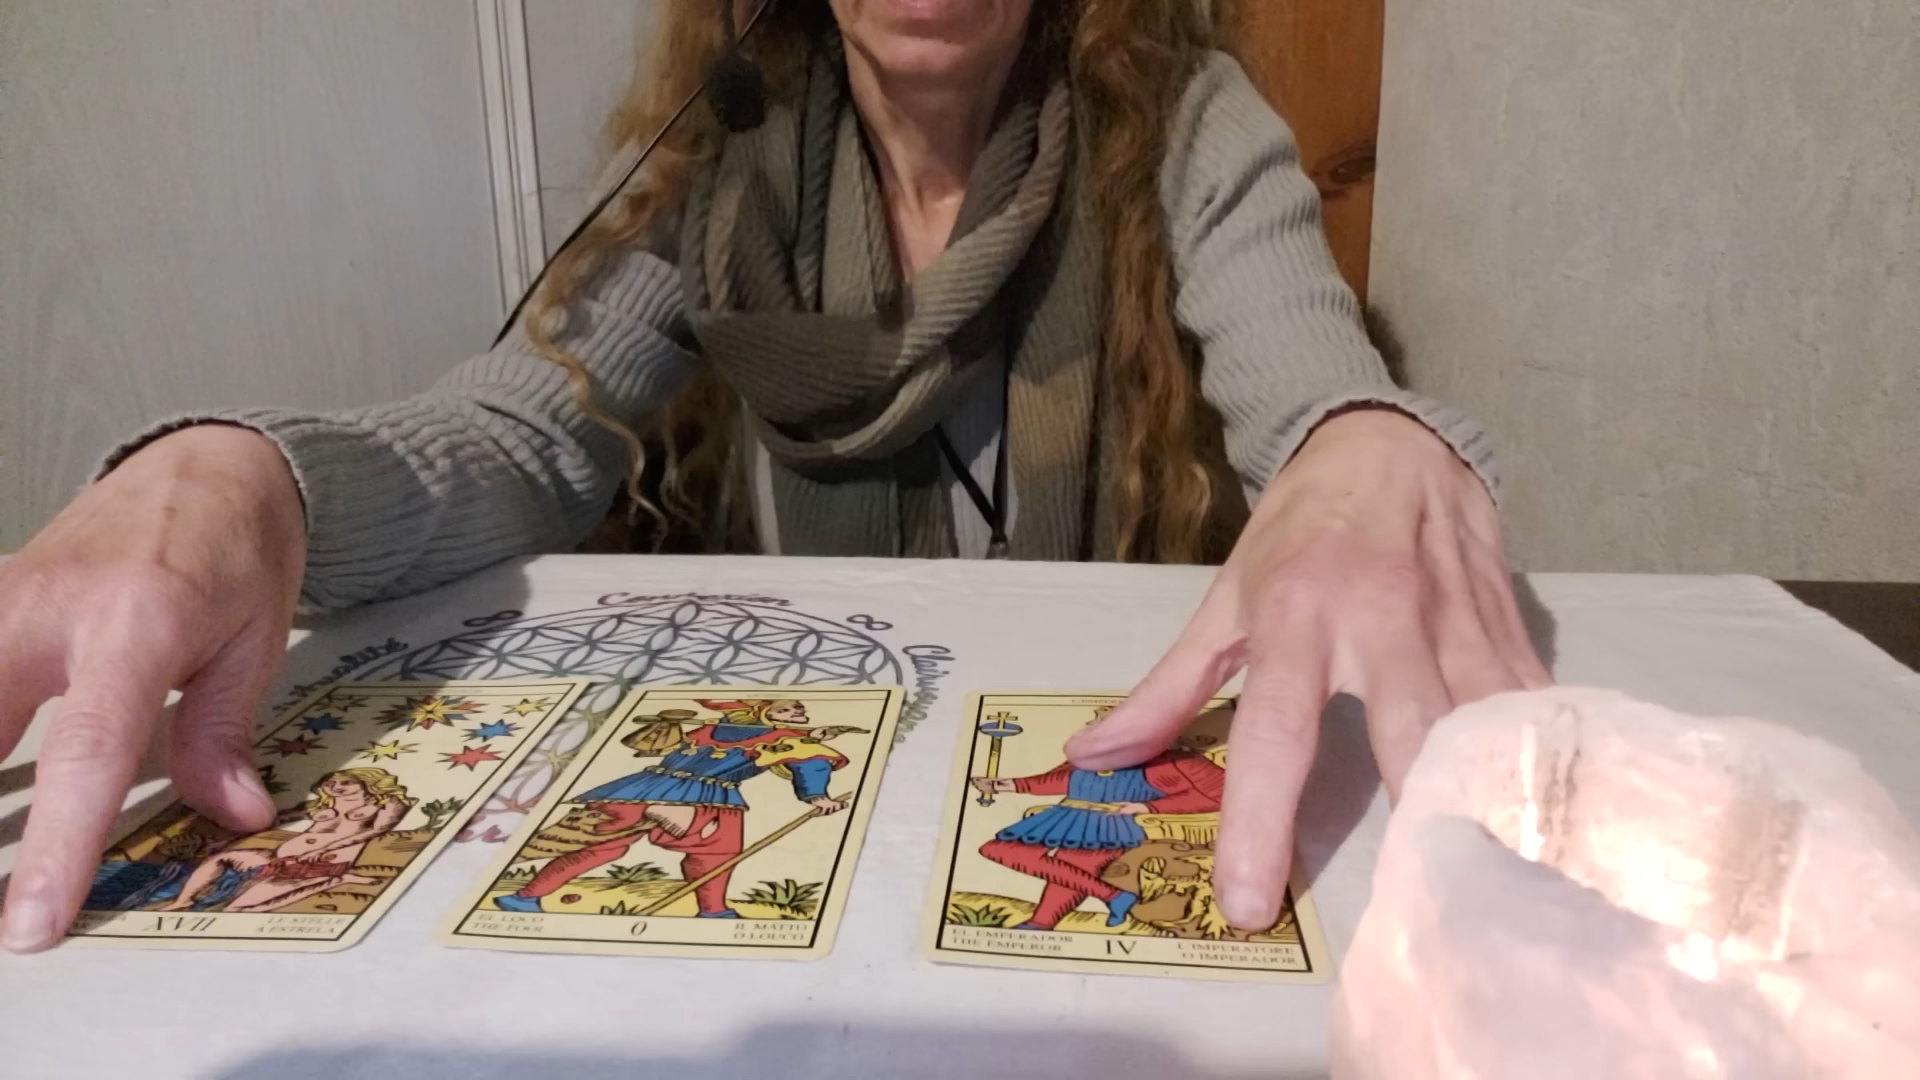 Connexion
XVII
LE STELLE
A ESTRELA
EL LOCO
THE FOOL
0
IL MATTO
O LOUCO
EL EMPERADOR
THE EMPEROR
IV
L'IMPERATORE
O IMPERADOR